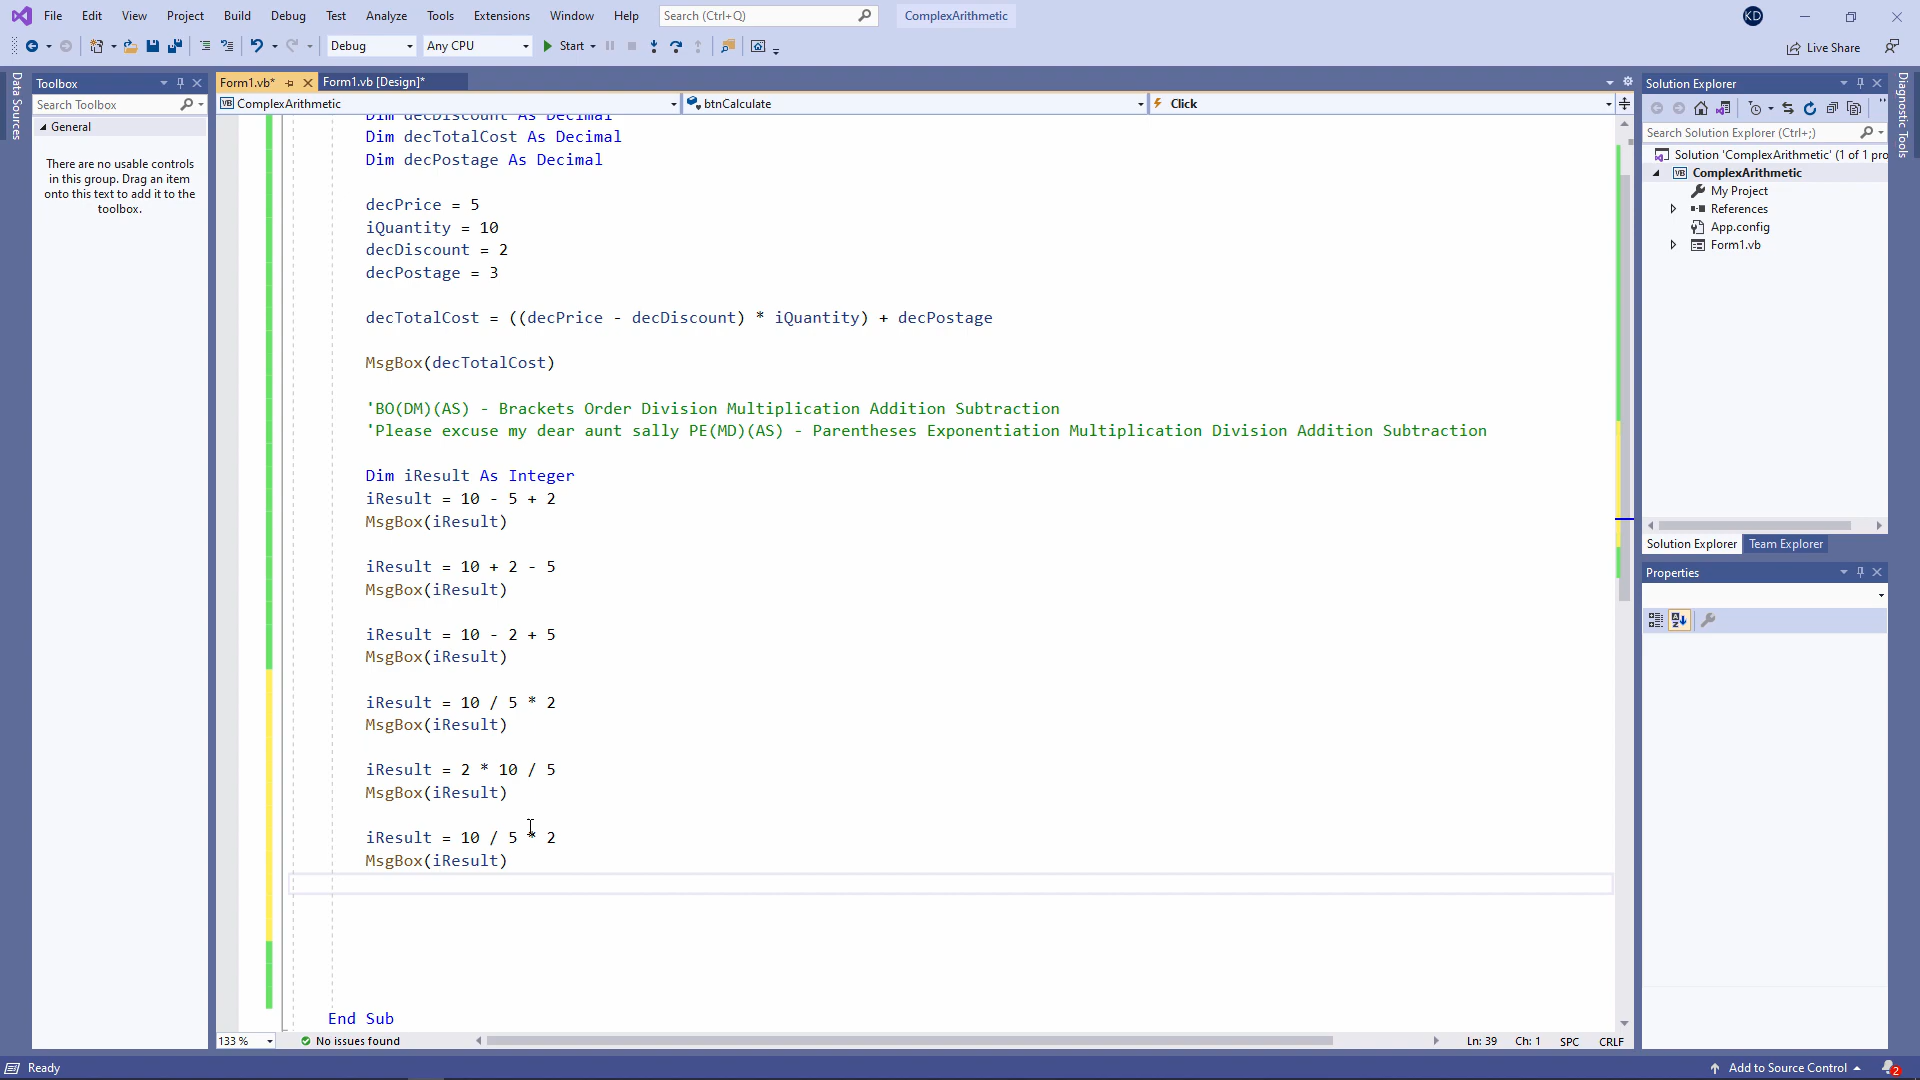 File Edit View Project Build Debug Test Analyze Tools Extensions Window Help Search (Ctrl+Q) ComplexArithmetic KD
Debug Any CPU Start Live Share
Data Sources
Toolbox
Search Toolbox
General
There are no usable controls
in this group. Drag an item
onto this text to add it to the
toolbox.
Form1.vb* Form1.vb [Design]*
VB ComplexArithmetic btnCalculate Click
Dim decDiscount As Decimal
Dim decTotalCost As Decimal
Dim decPostage As Decimal
decPrice = 5
iQuantity = 10
decDiscount = 2
decPostage = 3
decTotalCost = ((decPrice - decDiscount) * iQuantity) + decPostage
MsgBox(decTotalCost)
'BO(DM)(AS) - Brackets Order Division Multiplication Addition Subtraction
'Please excuse my dear aunt sally PE(MD)(AS) - Parentheses Exponentiation Multiplication Division Addition Subtraction
Dim iResult As Integer
iResult = 10 - 5 + 2
MsgBox(iResult)
iResult = 10 + 2 - 5
MsgBox(iResult)
iResult = 10 - 2 + 5
MsgBox(iResult)
iResult = 10 / 5 * 2
MsgBox(iResult)
iResult = 2 * 10 / 5
MsgBox(iResult)
iResult = 10 / 5 * 2
MsgBox(iResult)
End Sub
133 % No issues found Ln: 39 Ch: 1 SPC CRLF
Solution Explorer
Search Solution Explorer (Ctrl+;)
Solution 'ComplexArithmetic' (1 of 1 pro
VB ComplexArithmetic
My Project
References
App.config
Form1.vb
Solution Explorer Team Explorer
Properties
Diagnostic Tools
Ready Add to Source Control 2